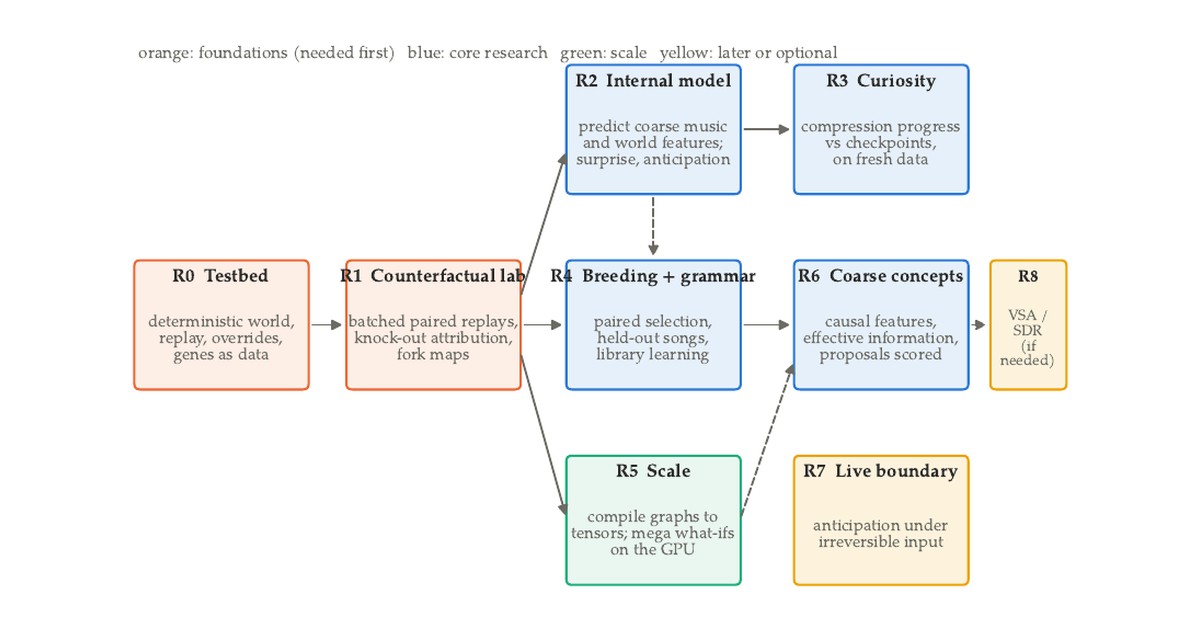 orange: foundations (needed first)   blue: core research   green: scale   yellow: later or optional
R2  Internal model
predict coarse music
and world features;
surprise, anticipation
R3  Curiosity
compression progress
vs checkpoints,
on fresh data
R0  Testbed
deterministic world,
replay, overrides,
genes as data
R1  Counterfactual lab
batched paired replays,
knock-out attribution,
fork maps
R4  Breeding + grammar
paired selection,
held-out songs,
library learning
R6  Coarse concepts
causal features,
effective information,
proposals scored
R8
VSA /
SDR
(if
needed)
R5  Scale
compile graphs to
tensors; mega what-ifs
on the GPU
R7  Live boundary
anticipation under
irreversible input